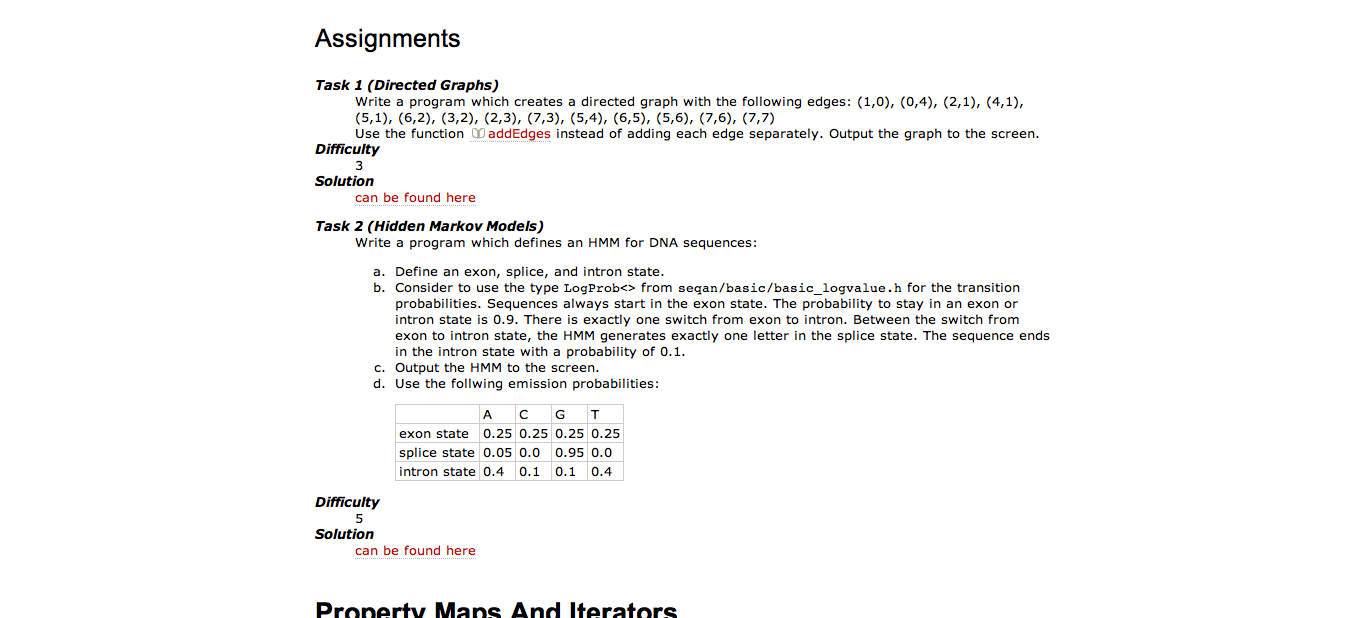 Assignments
Task 1 (Directed Graphs)
Write a program which creates a directed graph with the following edges: (1,0), (0,4), (2,1), (4,1),
(5,1), (6,2), (3,2), (2,3), (7,3), (5,4), (6,5), (5,6), (7,6), (7,7)
Use the function addEdges instead of adding each edge separately. Output the graph to the screen.
Difficulty
3
Solution
can be found here
Task 2 (Hidden Markov Models)
Write a program which defines an HMM for DNA sequences:
a. Define an exon, splice, and intron state.
b. Consider to use the type LogProb<> from seqan/basic/basic_logvalue.h for the transition
probabilities. Sequences always start in the exon state. The probability to stay in an exon or
intron state is 0.9. There is exactly one switch from exon to intron. Between the switch from
exon to intron state, the HMM generates exactly one letter in the splice state. The sequence ends
in the intron state with a probability of 0.1.
c. Output the HMM to the screen.
d. Use the follwing emission probabilities:
A C G T
exon state 0.25 0.25 0.25 0.25
splice state 0.05 0.0 0.95 0.0
intron state 0.4 0.1 0.1 0.4
Difficulty
5
Solution
can be found here
Property Maps And Iterators